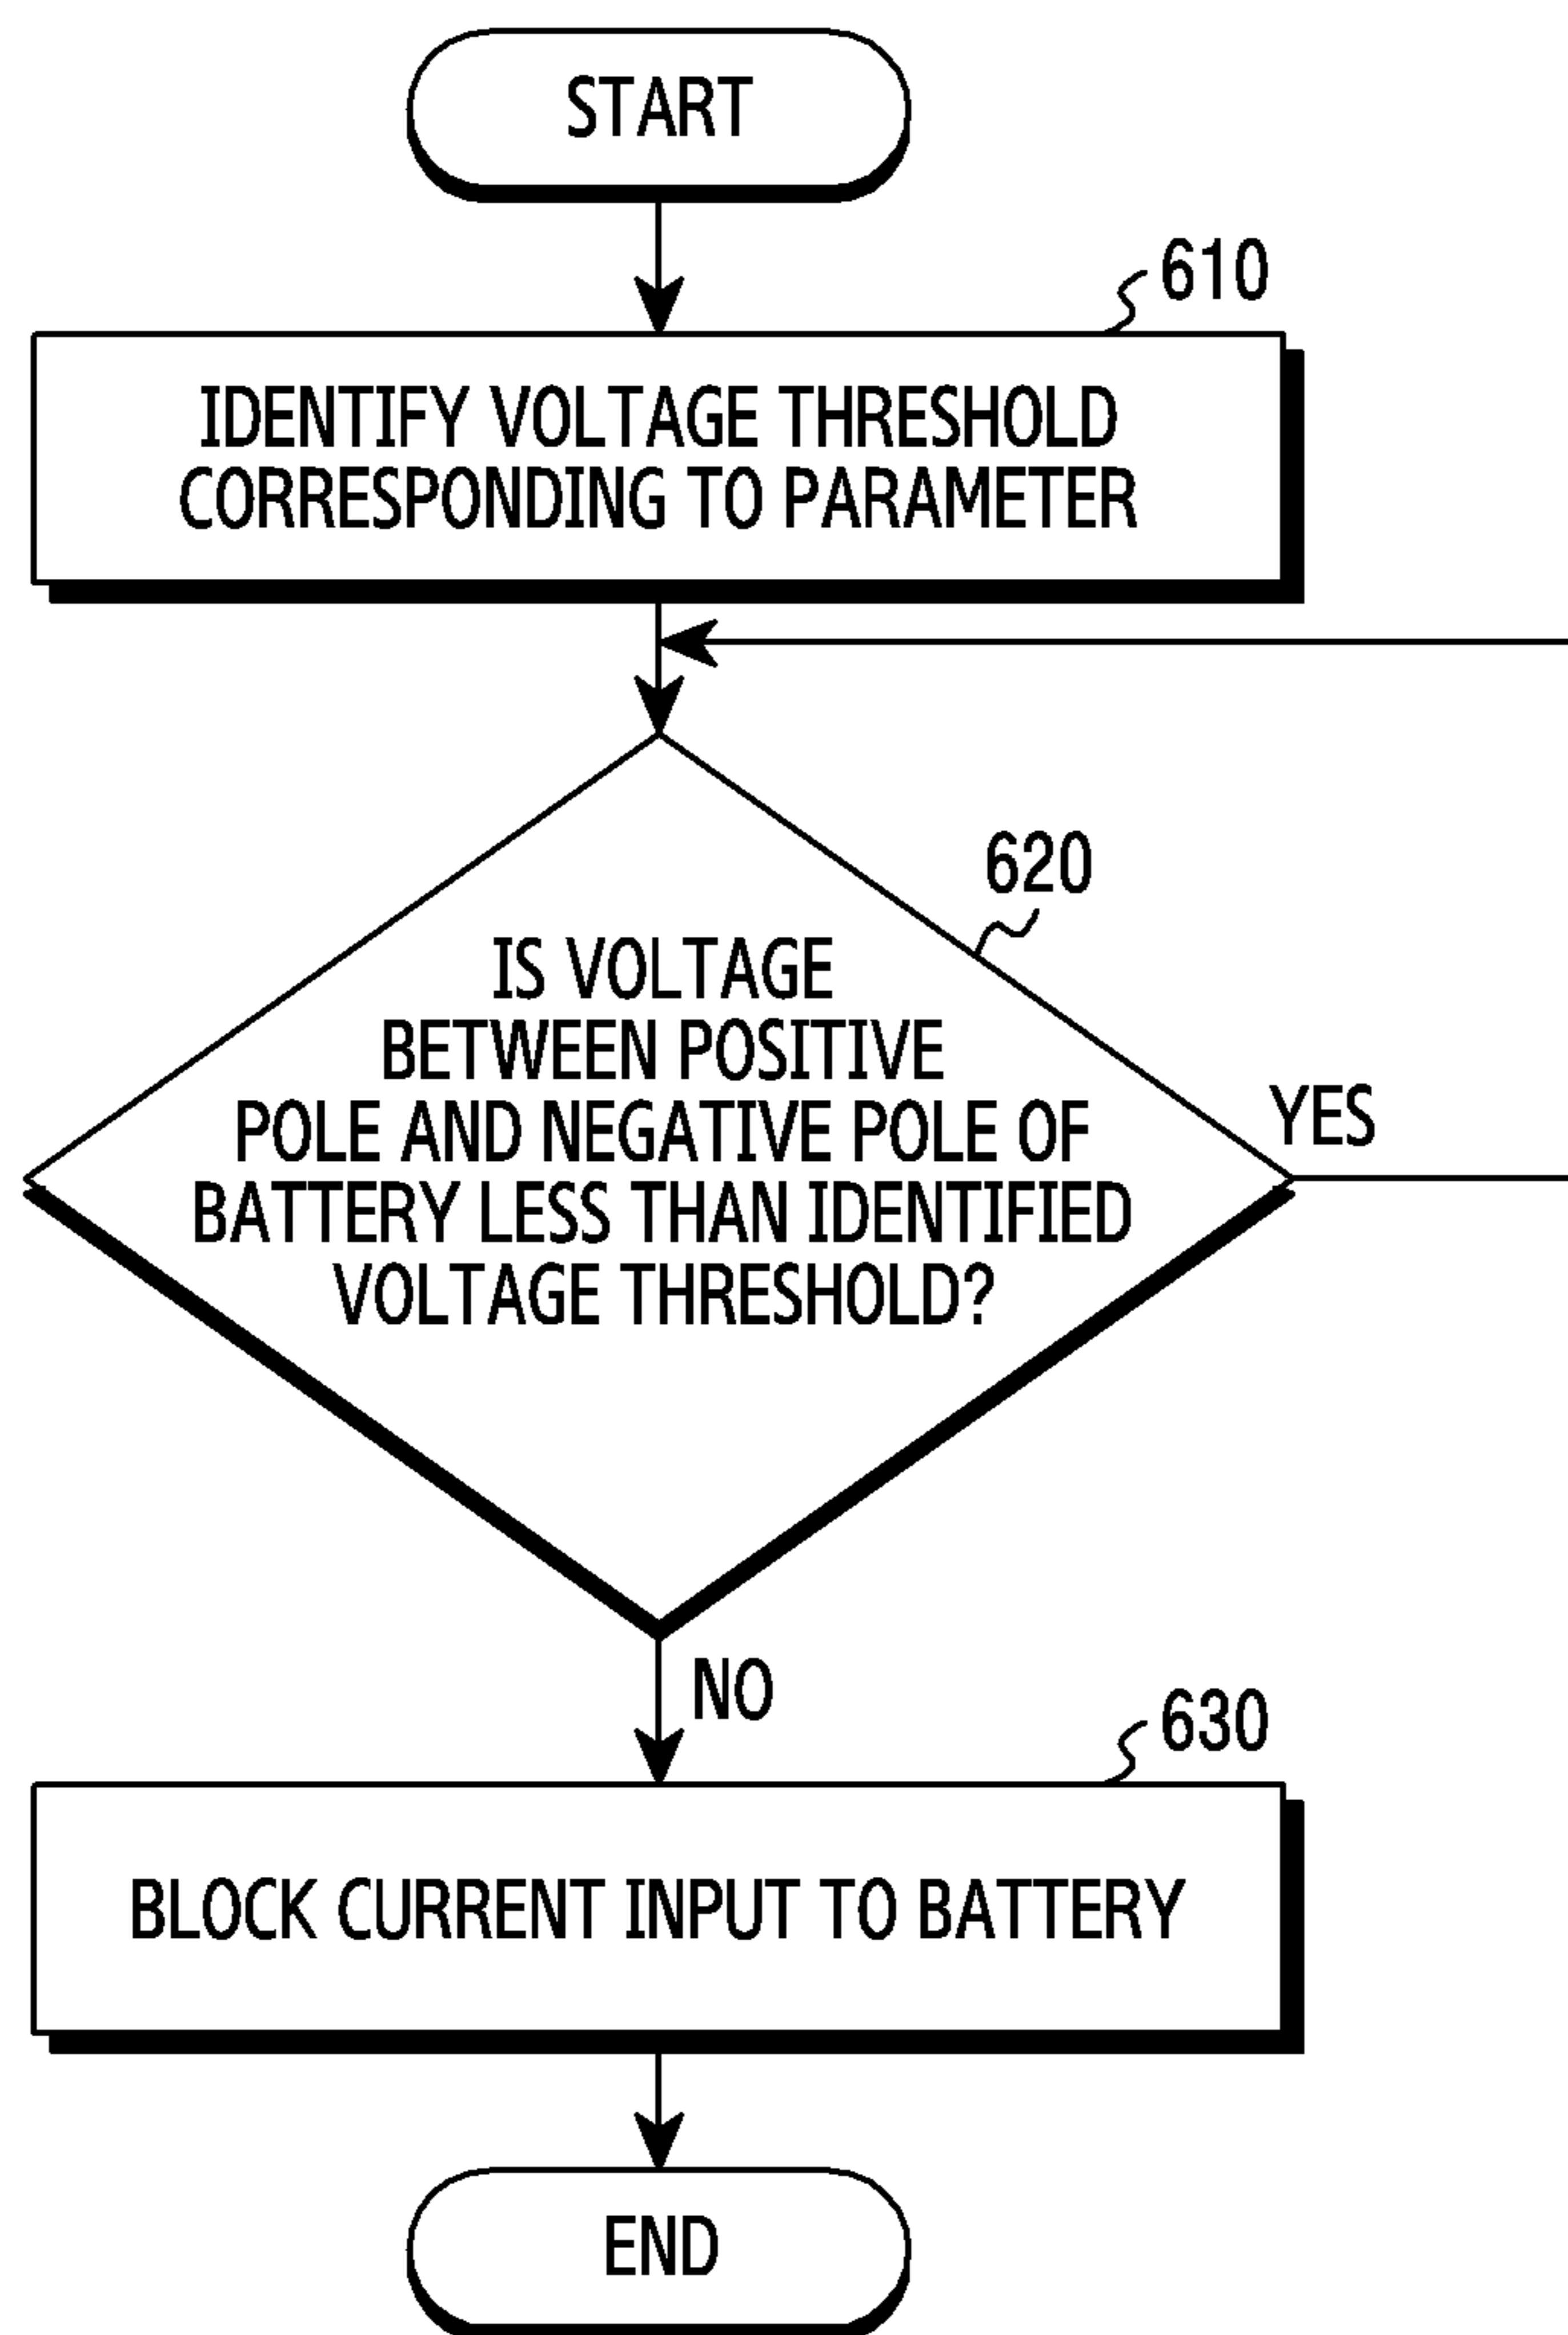 START
610
IDENTIFY VOLTAGE THRESHOLD
CORRESPONDING TO PARAMETER
620
IS VOLTAGE
BETWEEN POSITIVE
POLE AND NEGATIVE POLE OF
BATTERY LESS THAN IDENTIFIED
VOLTAGE THRESHOLD?
YES
NO
630
BLOCK CURRENT INPUT TO BATTERY
END